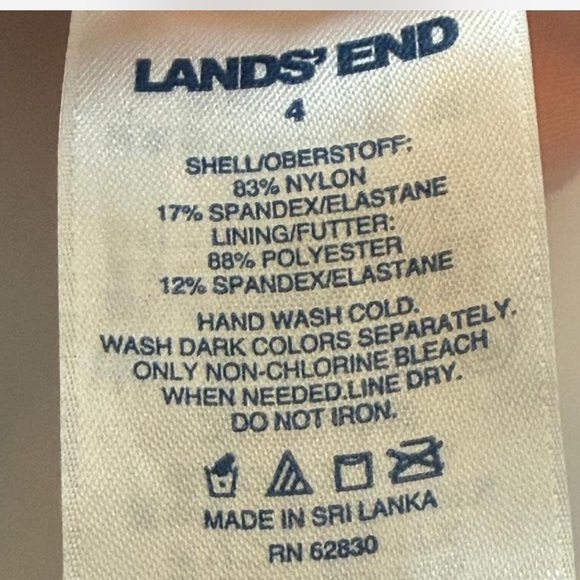 LANDS' END
4
SHELL/OBERSTOFF:
83% NYLON
17% SPANDEX/ELASTANE
LINING/FUTTER:
88% POLYESTER
12% SPANDEX/ELASTANE
HAND WASH COLD.
WASH DARK COLORS SEPARATELY.
ONLY NON-CHLORINE BLEACH
WHEN NEEDED.LINE DRY.
DO NOT IRON.
MADE IN SRI LANKA
RN 62830